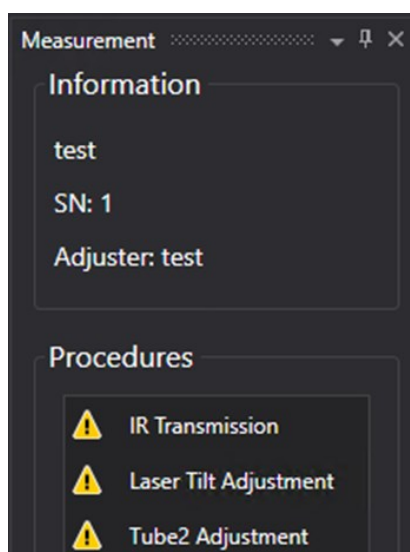 Measurement
Information
test
SN: 1
Adjuster: test
Procedures
IR Transmission
Laser Tilt Adjustment
Tube2 Adjustment